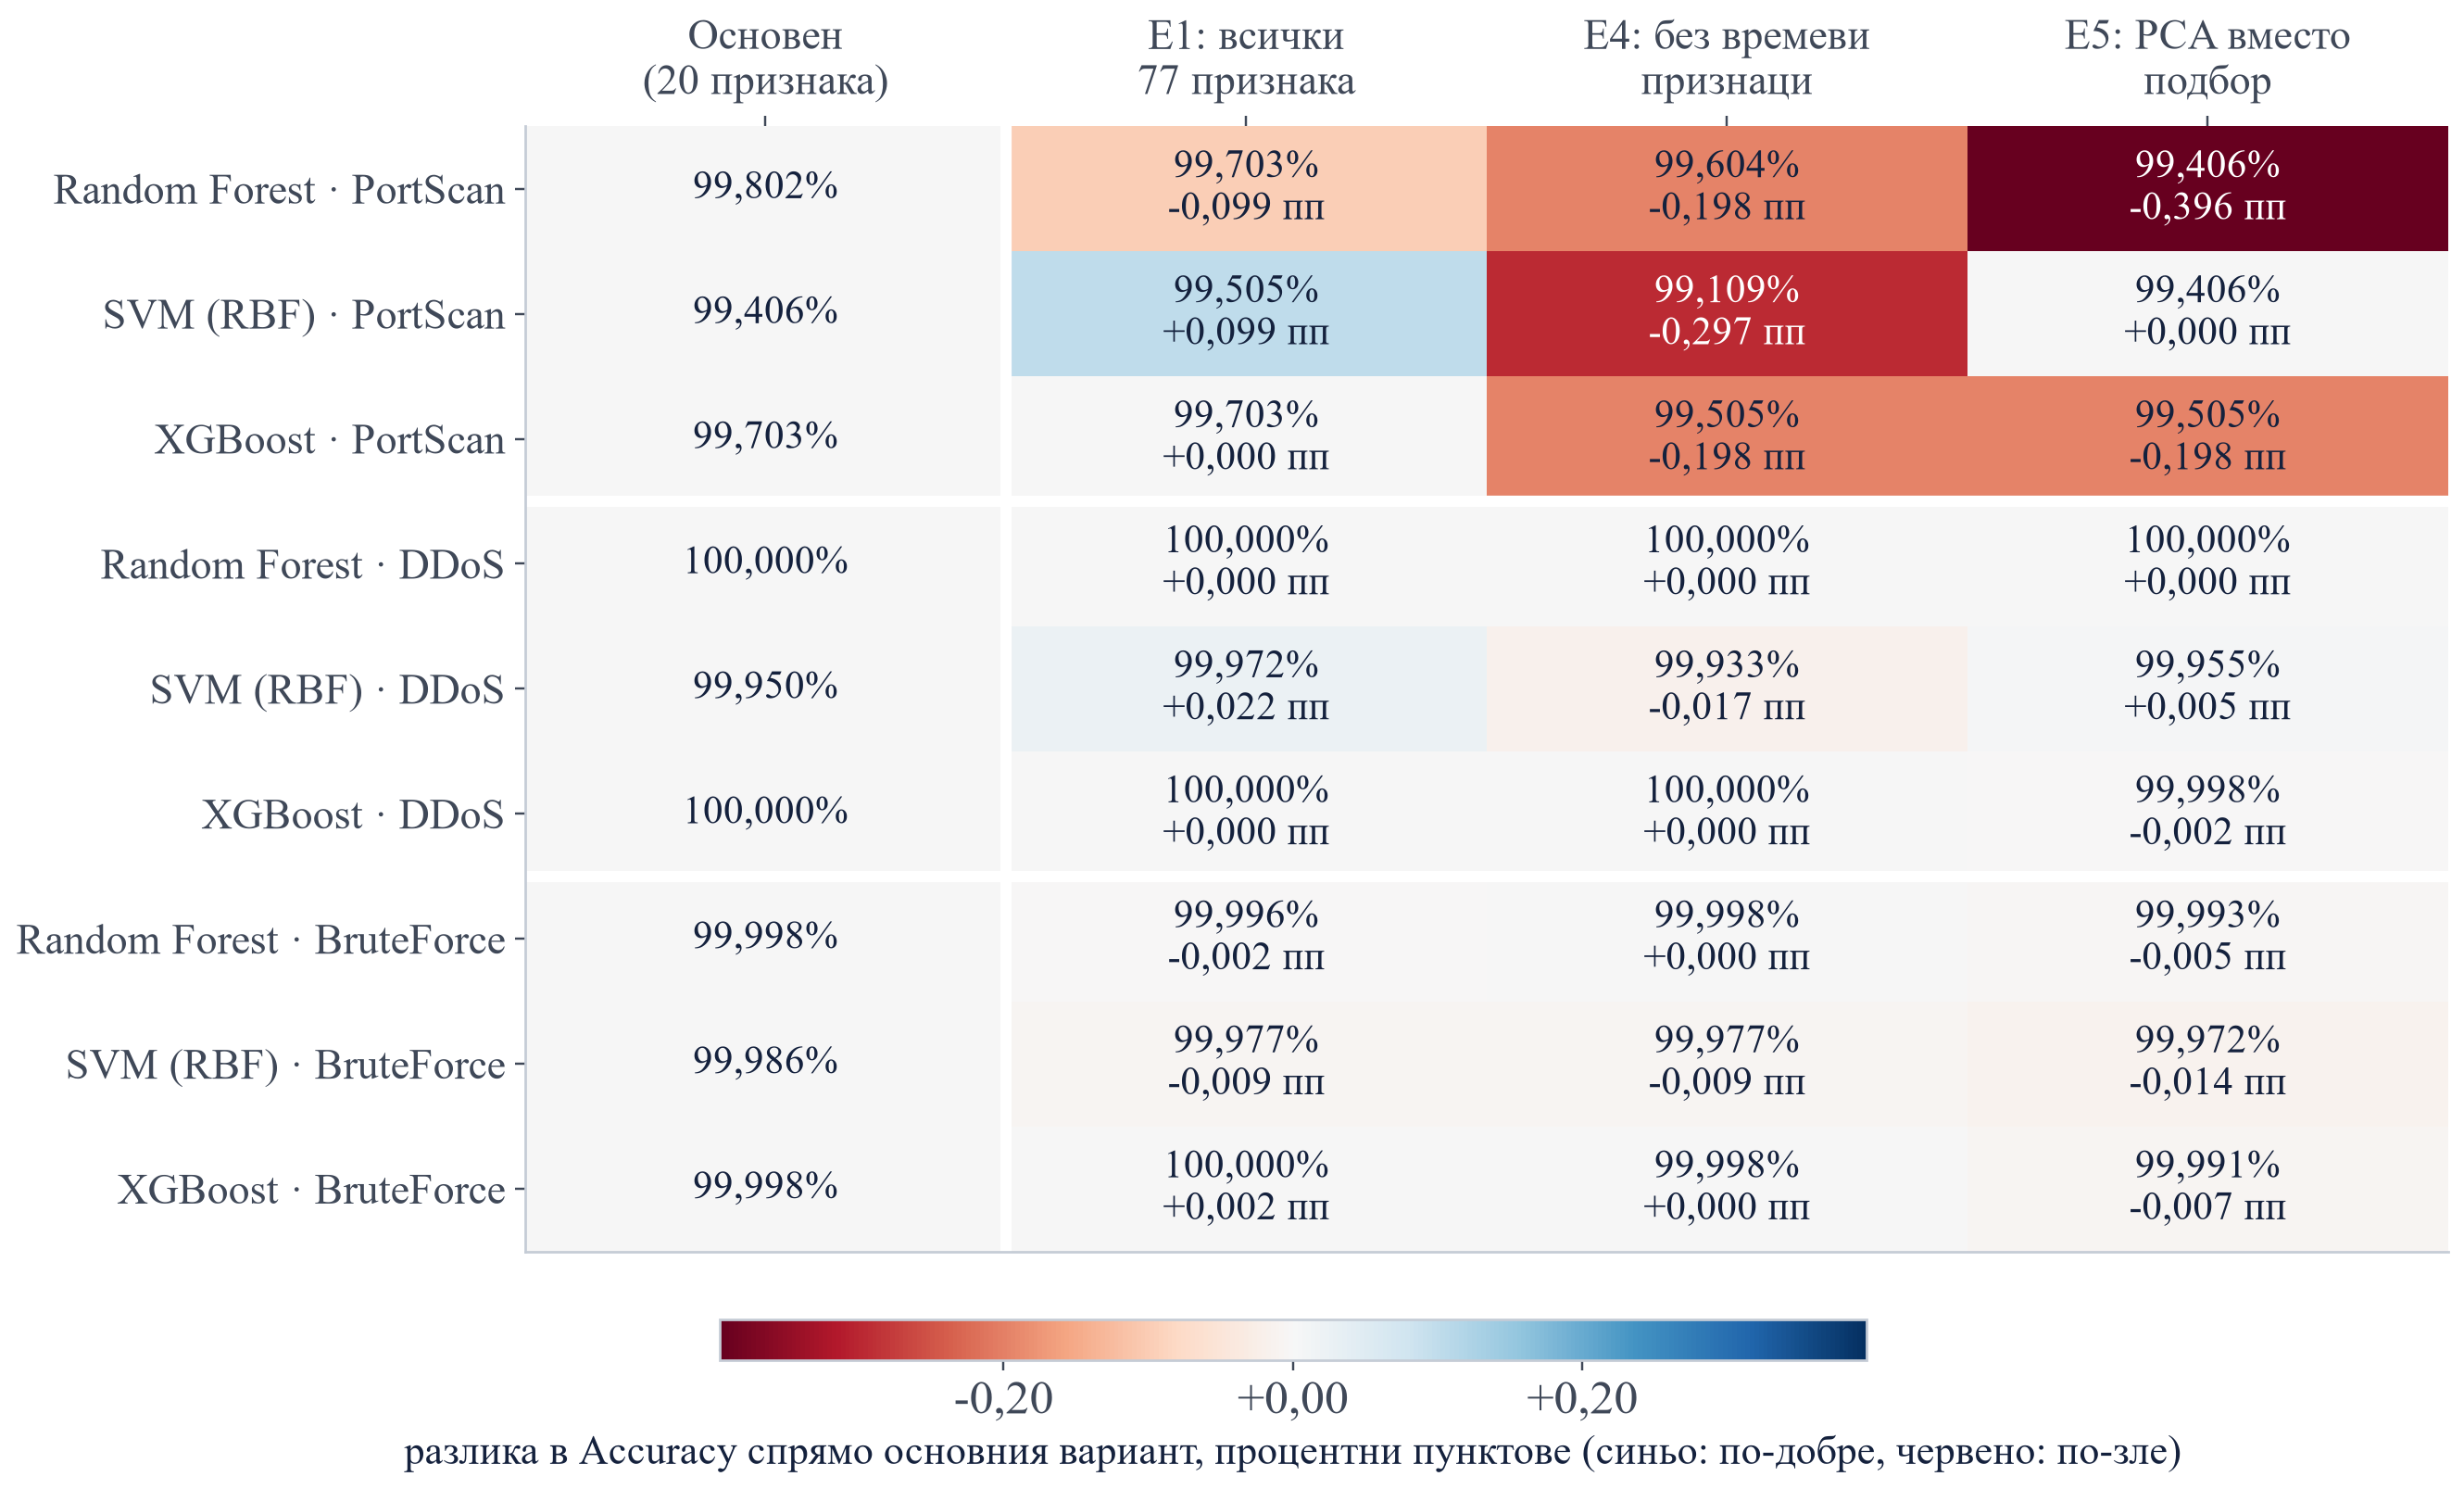 Основен
(20 признака)
E1: всички
77 признака
E4: без времеви
признаци
E5: PCA вместо
подбор
Random Forest · PortScan
99,802%
99,703%
-0,099 пп
99,604%
-0,198 пп
99,406%
-0,396 пп
SVM (RBF) · PortScan
99,406%
99,505%
+0,099 пп
99,109%
-0,297 пп
99,406%
+0,000 пп
XGBoost · PortScan
99,703%
99,703%
+0,000 пп
99,505%
-0,198 пп
99,505%
-0,198 пп
Random Forest · DDoS
100,000%
100,000%
+0,000 пп
100,000%
+0,000 пп
100,000%
+0,000 пп
SVM (RBF) · DDoS
99,950%
99,972%
+0,022 пп
99,933%
-0,017 пп
99,955%
+0,005 пп
XGBoost · DDoS
100,000%
100,000%
+0,000 пп
100,000%
+0,000 пп
99,998%
-0,002 пп
Random Forest · BruteForce
99,998%
99,996%
-0,002 пп
99,998%
+0,000 пп
99,993%
-0,005 пп
SVM (RBF) · BruteForce
99,986%
99,977%
-0,009 пп
99,977%
-0,009 пп
99,972%
-0,014 пп
XGBoost · BruteForce
99,998%
100,000%
+0,002 пп
99,998%
+0,000 пп
99,991%
-0,007 пп
-0,20
+0,00
+0,20
разлика в Accuracy спрямо основния вариант, процентни пунктове (синьо: по-добре, червено: по-зле)